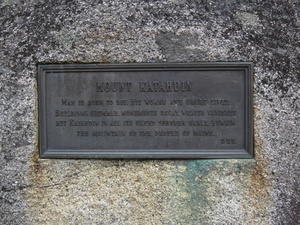 MOUNT KATAHDIN
MAN IS BORN TO DIE HIS WORKS ARE SHORT LIVED.
BUILDINGS CRUMBLE, MONUMENTS DECAY, WEALTH VANISHES
BUT KATAHDIN IN ALL ITS GLORY FOREVER SHALL REMAIN
THE MOUNTAIN OF THE PEOPLE OF MAINE.